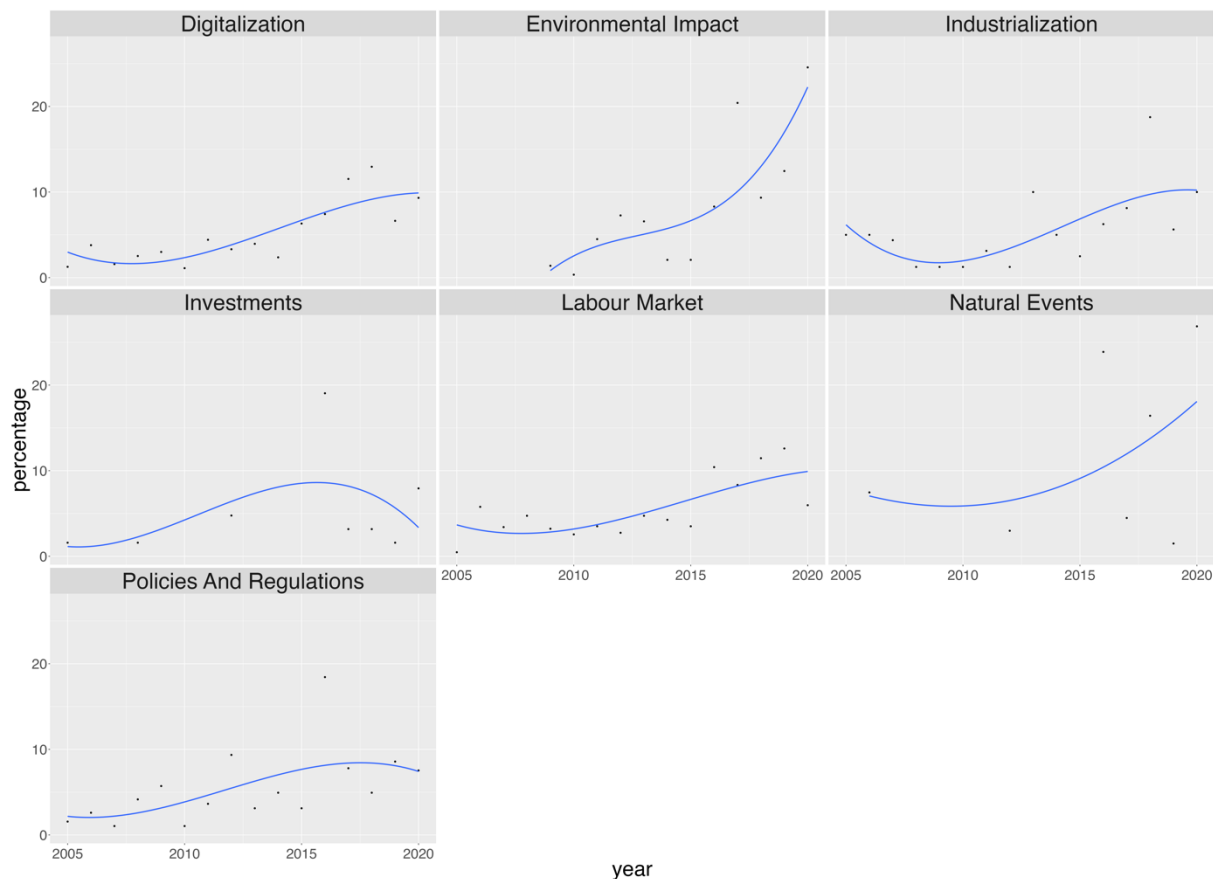 Digitalization
Environmental Impact
Industrialization
20
10
0
Investments
Labour Market
Natural Events
percentage
20
10
0
2005
2010
2015
2020
2005
2010
2015
2020
Policies And Regulations
20
10
0
2005
2010
2015
2020
year